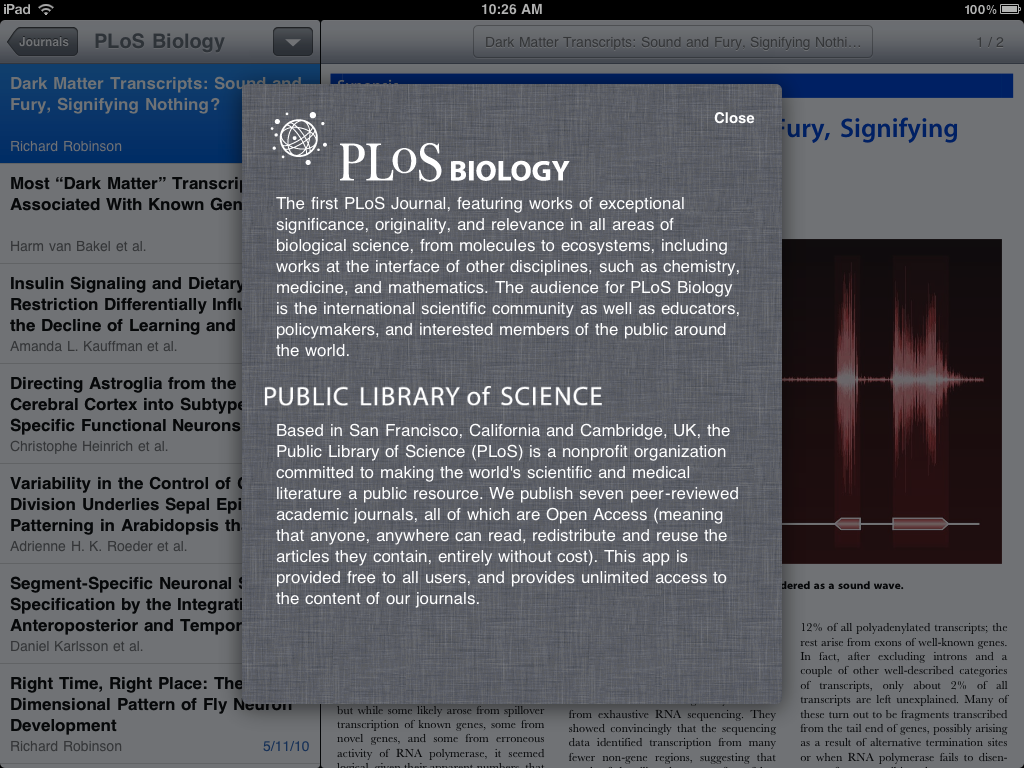 iPad
10:26 AM
100%
Journals
PLoS Biology
Dark Matter Transcripts: Sound and Fury, Signifying Nothi...
1 / 2
Dark Matter Transcripts: Sound and
Fury, Signifying Nothing?
Richard Robinson
Most “Dark Matter” Transcrip
Associated With Known Gen
Harm van Bakel et al.
Insulin Signaling and Dietary
Restriction Differentially Influ
the Decline of Learning and
Amanda L. Kauffman et al.
Directing Astroglia from the
Cerebral Cortex into Subtype
Specific Functional Neurons
Christophe Heinrich et al.
Variability in the Control of C
Division Underlies Sepal Epi
Patterning in Arabidopsis th
Adrienne H. K. Roeder et al.
Segment-Specific Neuronal S
Specification by the Integrati
Anteroposterior and Tempor
Daniel Karlsson et al.
Right Time, Right Place: The
Dimensional Pattern of Fly Neuron
Development
Richard Robinson
5/11/10
Close
PLoS BIOLOGY
The first PLoS Journal, featuring works of exceptional
significance, originality, and relevance in all areas of
biological science, from molecules to ecosystems, including
works at the interface of other disciplines, such as chemistry,
medicine, and mathematics. The audience for PLoS Biology
is the international scientific community as well as educators,
policymakers, and interested members of the public around
the world.
PUBLIC LIBRARY of SCIENCE
Based in San Francisco, California and Cambridge, UK, the
Public Library of Science (PLoS) is a nonprofit organization
committed to making the world's scientific and medical
literature a public resource. We publish seven peer-reviewed
academic journals, all of which are Open Access (meaning
that anyone, anywhere can read, redistribute and reuse the
articles they contain, entirely without cost). This app is
provided free to all users, and provides unlimited access to
the content of our journals.
Fury, Signifying
dered as a sound wave.
but while some likely arose from spillover
transcription of known genes, some from
novel genes, and some from erroneous
activity of RNA polymerase, it seemed
logical, given their apparent numbers, that
from exhaustive RNA sequencing. They
showed convincingly that the sequencing
data identified transcription from many
fewer non-gene regions, suggesting that
12% of all polyadenylated transcripts; the
rest arise from exons of well-known genes.
In fact, after excluding introns and a
couple of other well-described categories
of transcripts, only about 2% of all
transcripts are left unexplained. Many of
these turn out to be fragments transcribed
from the tail end of genes, possibly arising
as a result of alternative termination sites
or when RNA polymerase fails to disen-